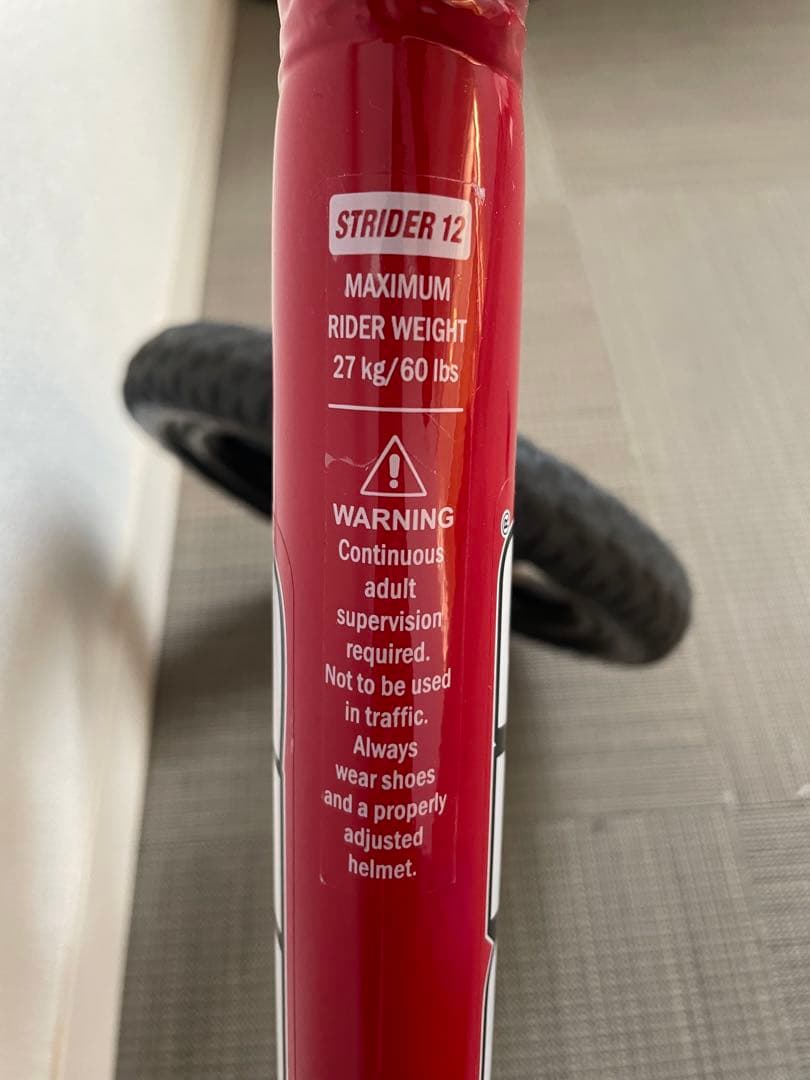 STRIDER 12
MAXIMUM
RIDER WEIGHT
27 kg/60 lbs
WARNING
Continuous
adult
supervision
required.
Not to be used
in traffic.
Always
wear shoes
and a properly
adjusted
helmet.
®